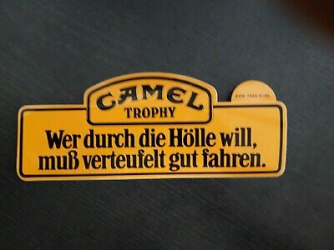 CAMEL
TROPHY
Wer durch die Hölle will,
muß verteufelt gut fahren.